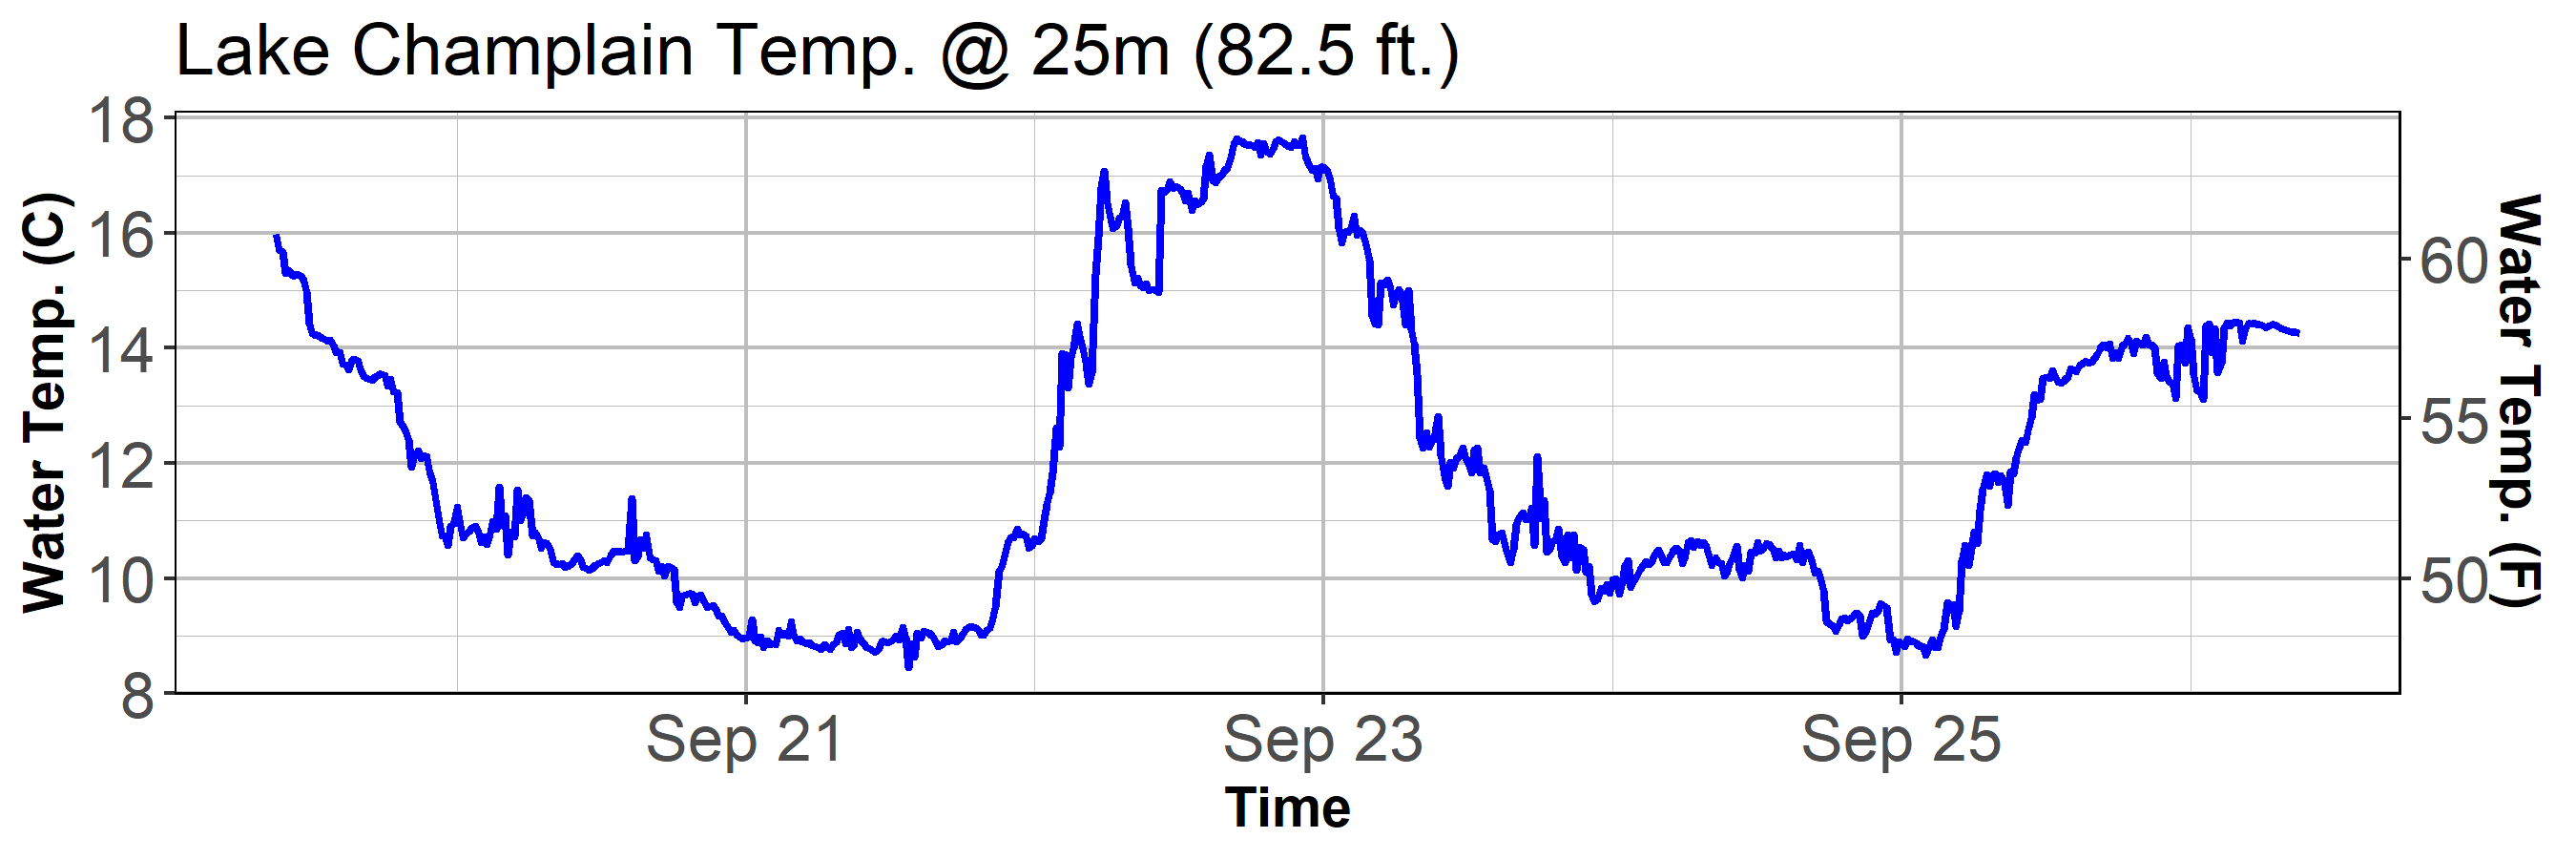 Lake Champlain Temp. @ 25m (82.5 ft.)
Water Temp. (C)
18
16
14
12
10
8
60
55
50
Water Temp. (F)
Sep 21 Sep 23 Sep 25
Time